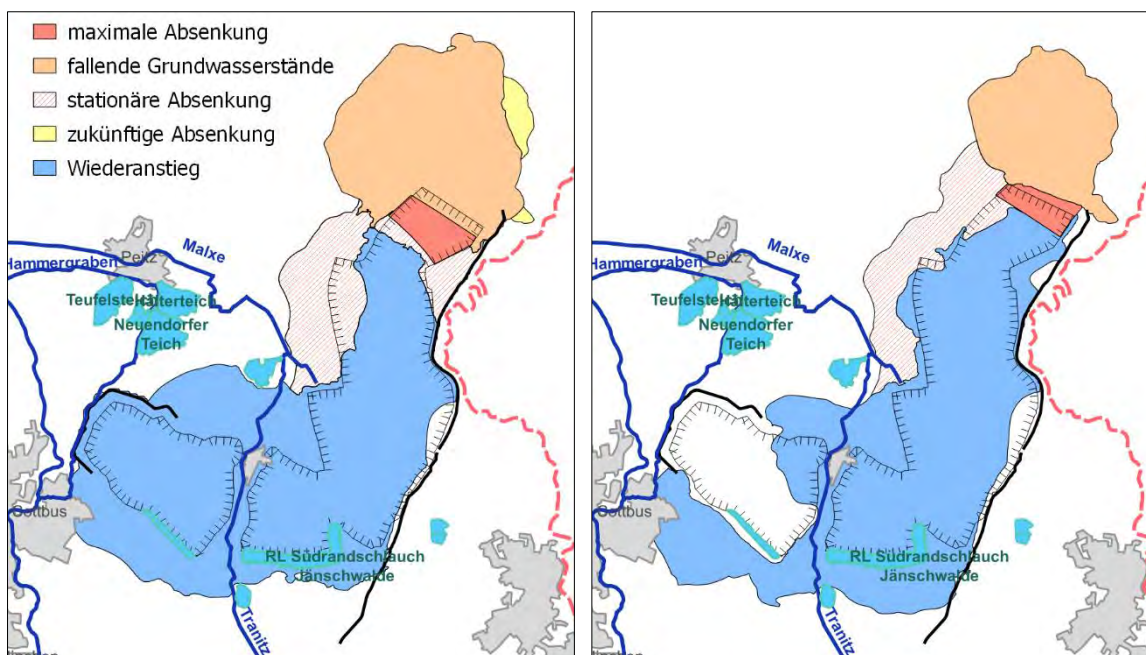 maximale Absenkung
fallende Grundwasserstände
stationäre Absenkung
zukünftige Absenkung
Wiederanstieg
Malxe
Peitz
Hammergraben
Teufelsteich
Hälterteich
Neuendorfer
Teich
Cottbus
RL Südrandschlauch
Jänschwalde
Tranitz
Malxe
Peitz
Hammergraben
Teufelsteich
Hälterteich
Neuendorfer
Teich
Cottbus
RL Südrandschlauch
Jänschwalde
Tranitz